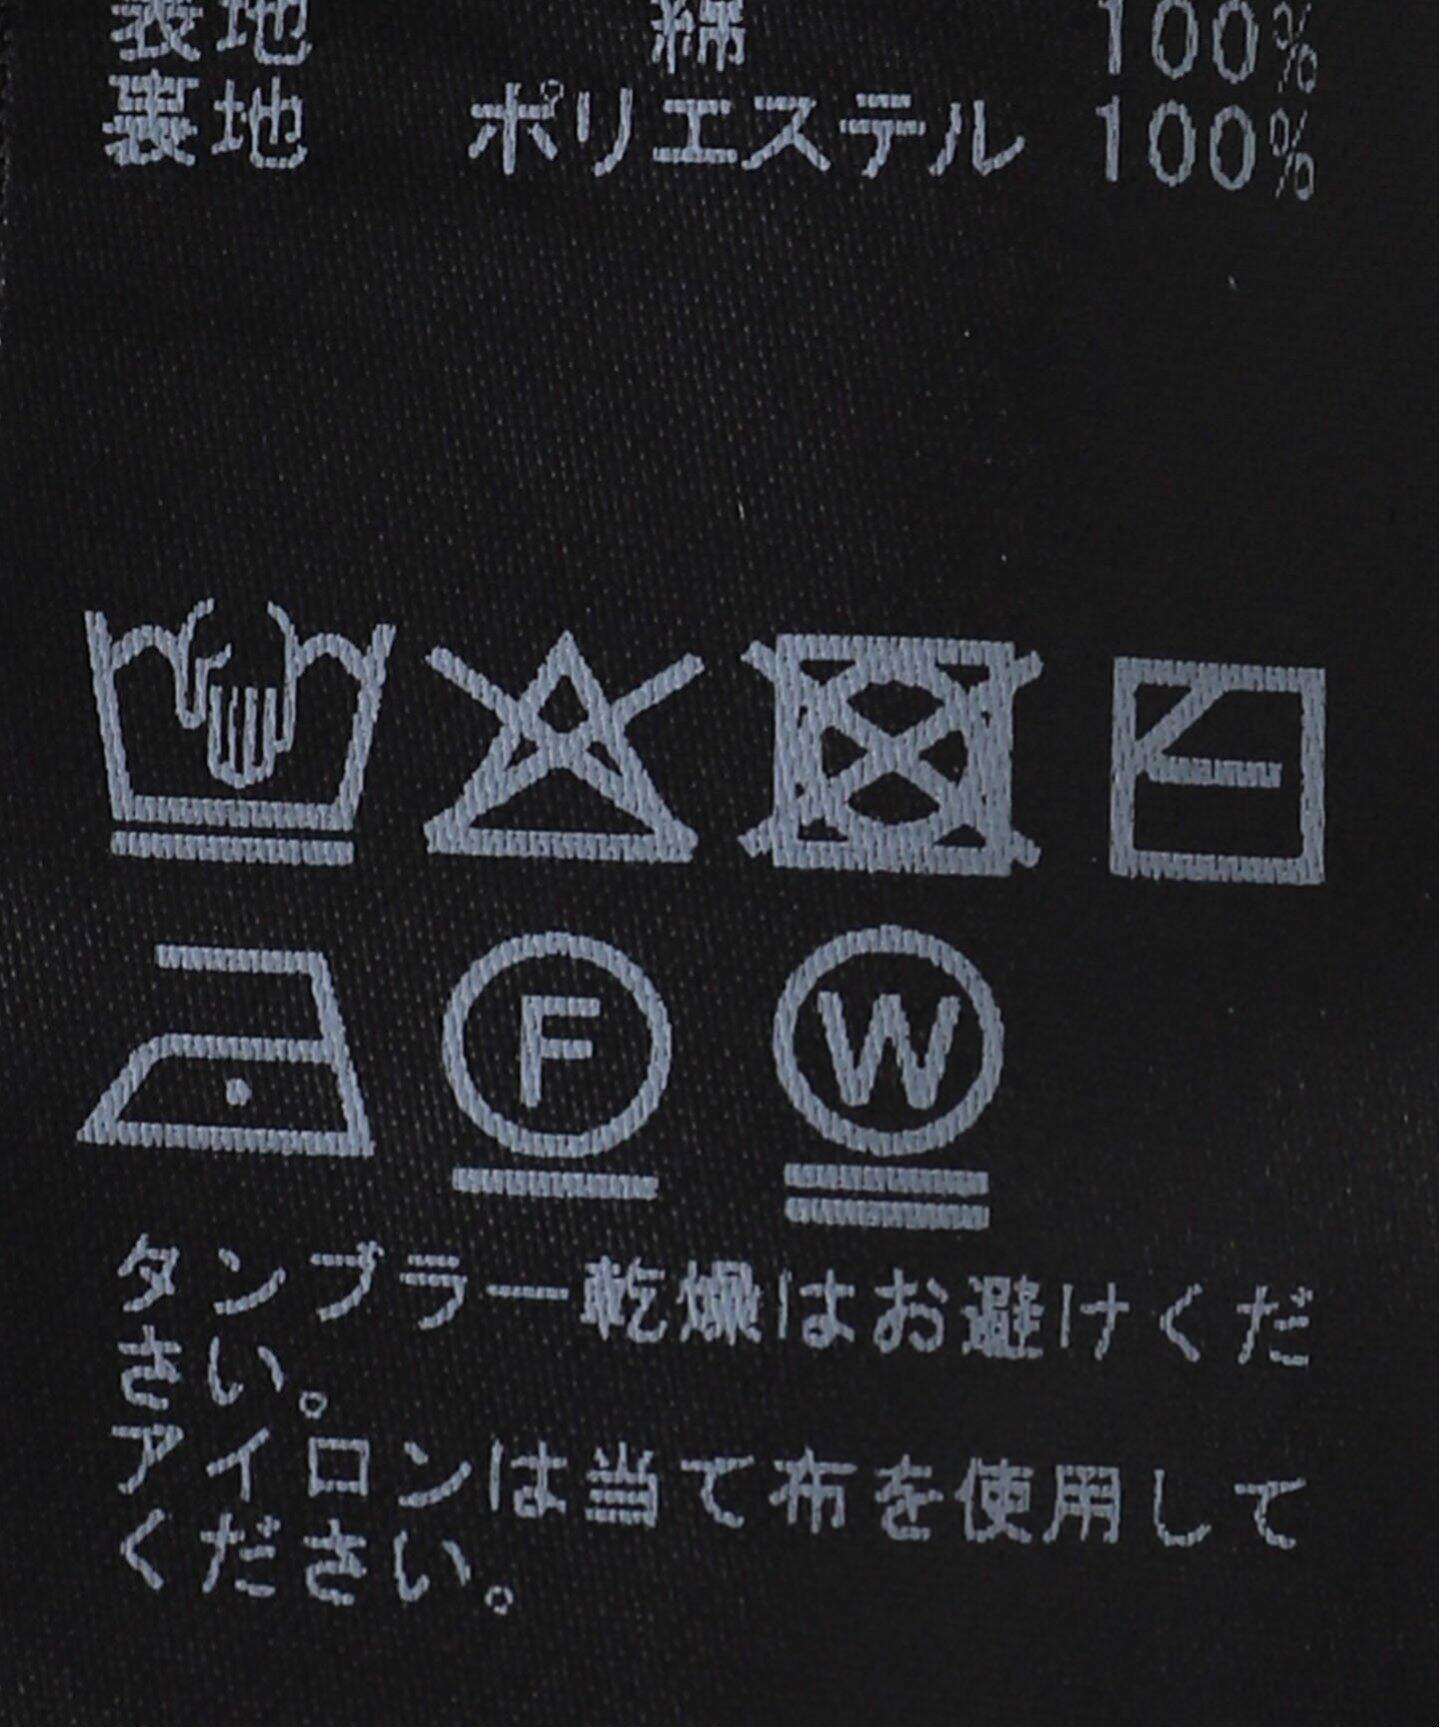 表地 綿 100%
裏地 ポリエステル 100%
F W
タンブラー乾燥はお避けくだ
さい。
アイロンは当て布を使用して
ください。